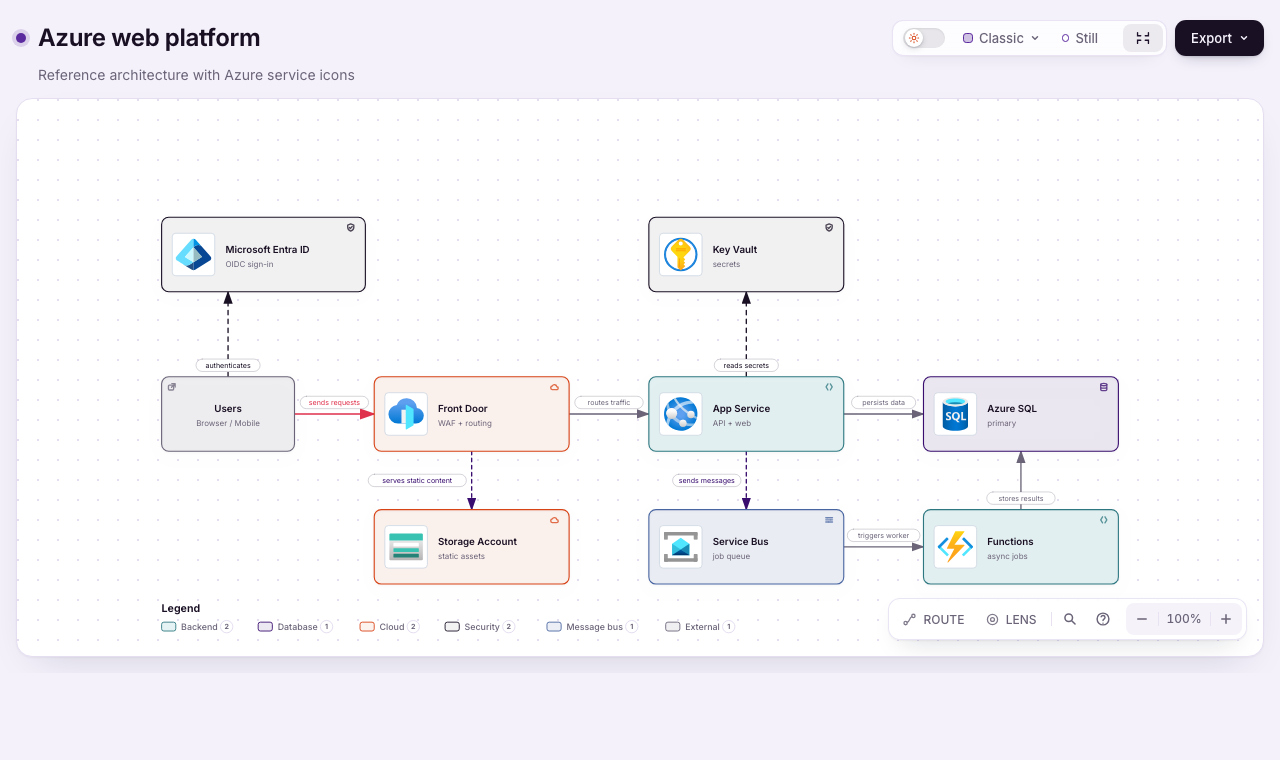 Azure web platform
Classic
Still
Export
Reference architecture with Azure service icons
Microsoft Entra ID
OIDC sign-in
Key Vault
secrets
authenticates
reads secrets
Users
Browser / Mobile
sends requests
Front Door
WAF + routing
routes traffic
App Service
API + web
persists data
SQL
Azure SQL
primary
serves static content
sends messages
stores results
Storage Account
static assets
Service Bus
job queue
triggers worker
Functions
async jobs
Legend
Backend 2
Database 1
Cloud 2
Security 2
Message bus 1
External 1
ROUTE
LENS
100%